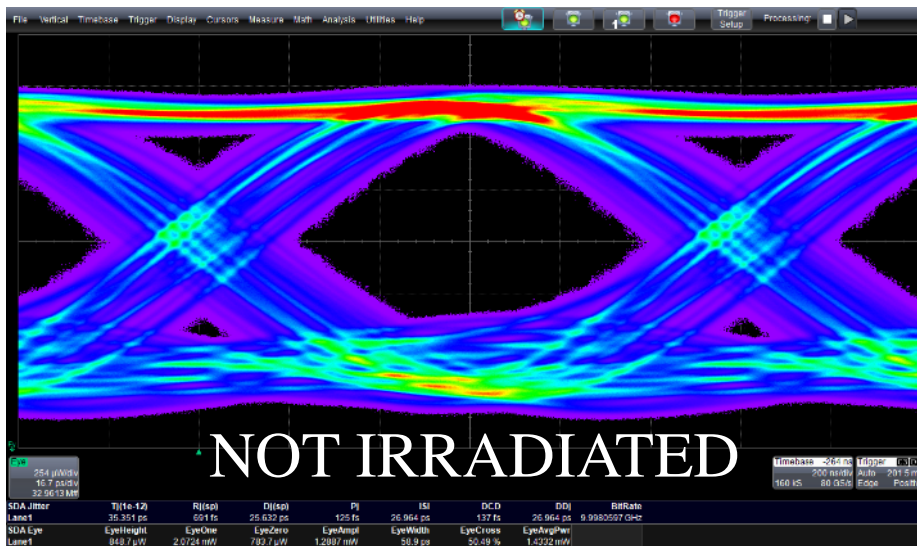 File Vertical Timebase Trigger Display Cursors Measure Math Analysis Utilities Help
Trigger Setup
Processing:
NOT IRRADIATED
Eye
254 µW/div
16.7 ps/div
Timebase -264 ns
200 ns/div
160 kS 80 GS/s
Trigger
Auto 201.5 m
Edge Positi
SDA Jitter Tj(1e-12) Rj(sp) Dj(sp) Pj ISI DCD DDj BitRate
Lane1 35.351 ps 691 fs 25.632 ps 125 fs 26.964 ps 137 fs 26.964 ps 9.9980597 GHz
SDA Eye EyeHeight EyeOne EyeZero EyeAmpl EyeWidth EyeCross EyeAvgPwr
Lane1 848.7 µW 2.0724 mW 783.7 µW 1.2887 mW 58.9 ps 50.49 % 1.4332 mW